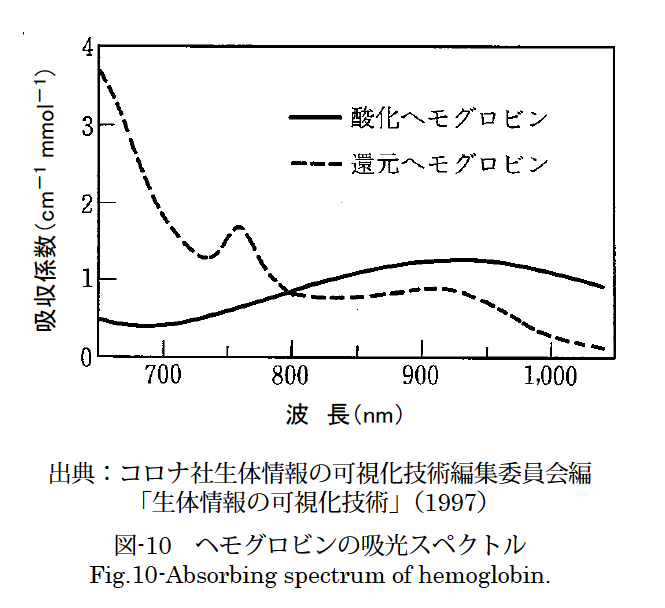 4
3
2
1
0
吸収係数(cm⁻¹ mmol⁻¹)
酸化ヘモグロビン
還元ヘモグロビン
700 800 900 1,000
波 長(nm)
出典：コロナ社生体情報の可視化技術編集委員会編
「生体情報の可視化技術」(1997)
図-10 ヘモグロビンの吸光スペクトル
Fig.10-Absorbing spectrum of hemoglobin.